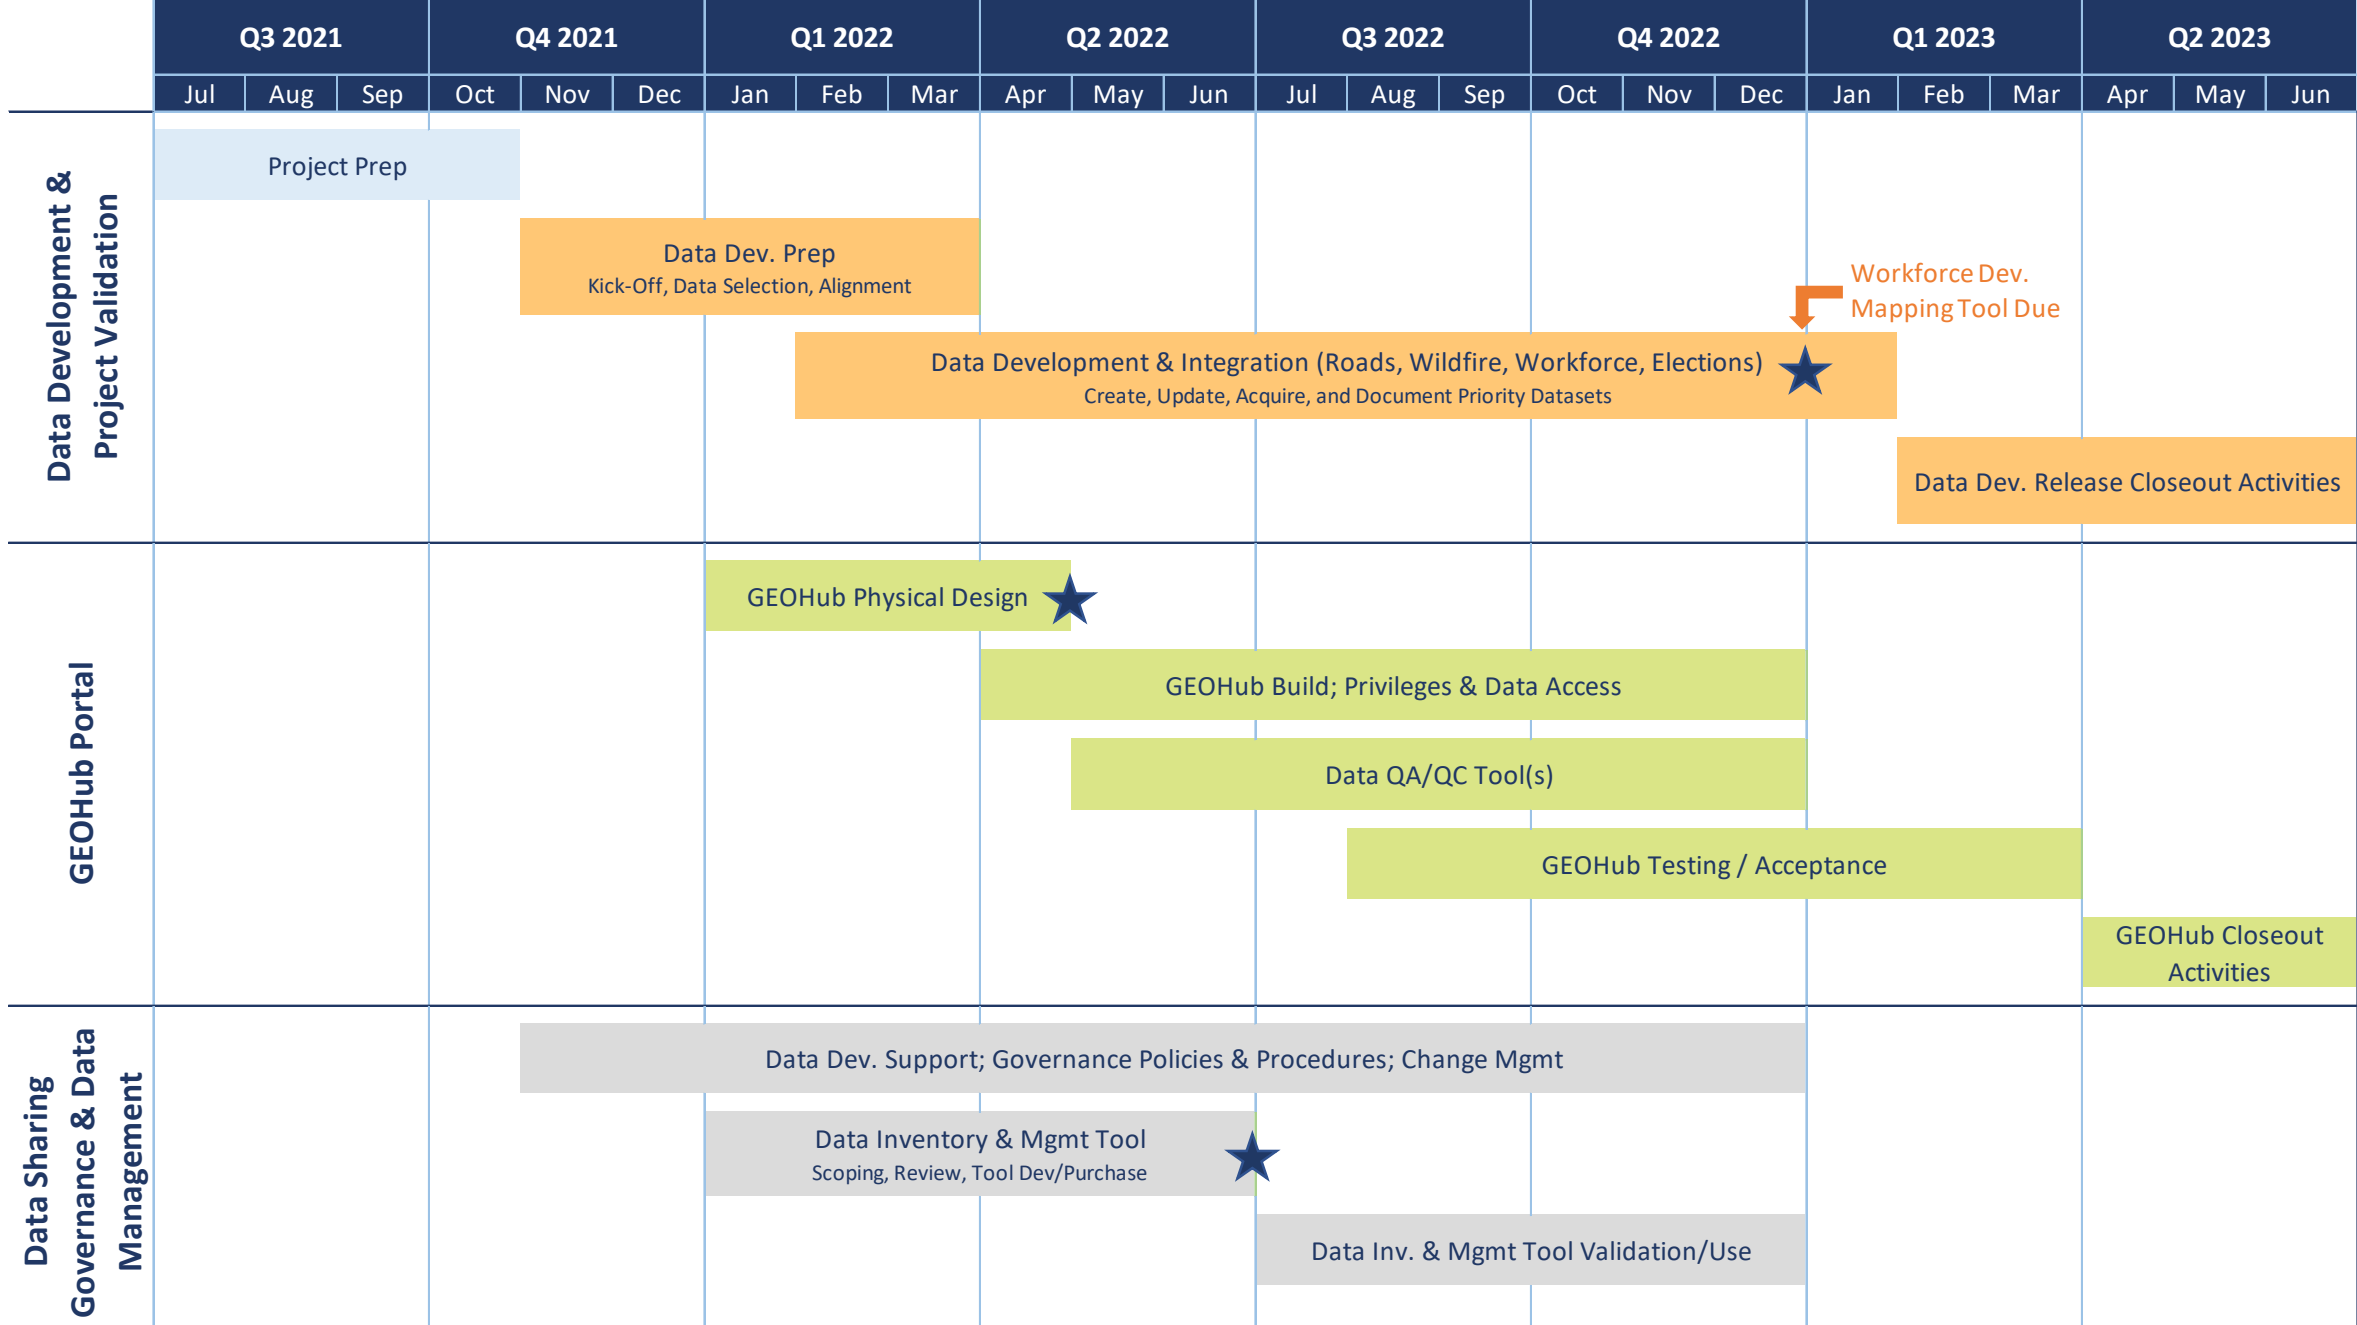 Q3 2021 Q4 2021 Q1 2022 Q2 2022 Q3 2022 Q4 2022 Q1 2023 Q2 2023
Jul Aug Sep Oct Nov Dec Jan Feb Mar Apr May Jun Jul Aug Sep Oct Nov Dec Jan Feb Mar Apr May Jun
Data Development &
Project Validation
Project Prep
Data Dev. Prep
Kick-Off, Data Selection, Alignment
Workforce Dev.
Mapping Tool Due
Data Development & Integration (Roads, Wildfire, Workforce, Elections)
Create, Update, Acquire, and Document Priority Datasets
Data Dev. Release Closeout Activities
GEOHub Portal
GEOHub Physical Design
GEOHub Build; Privileges & Data Access
Data QA/QC Tool(s)
GEOHub Testing / Acceptance
GEOHub Closeout
Activities
Data Sharing
Governance & Data
Management
Data Dev. Support; Governance Policies & Procedures; Change Mgmt
Data Inventory & Mgmt Tool
Scoping, Review, Tool Dev/Purchase
Data Inv. & Mgmt Tool Validation/Use